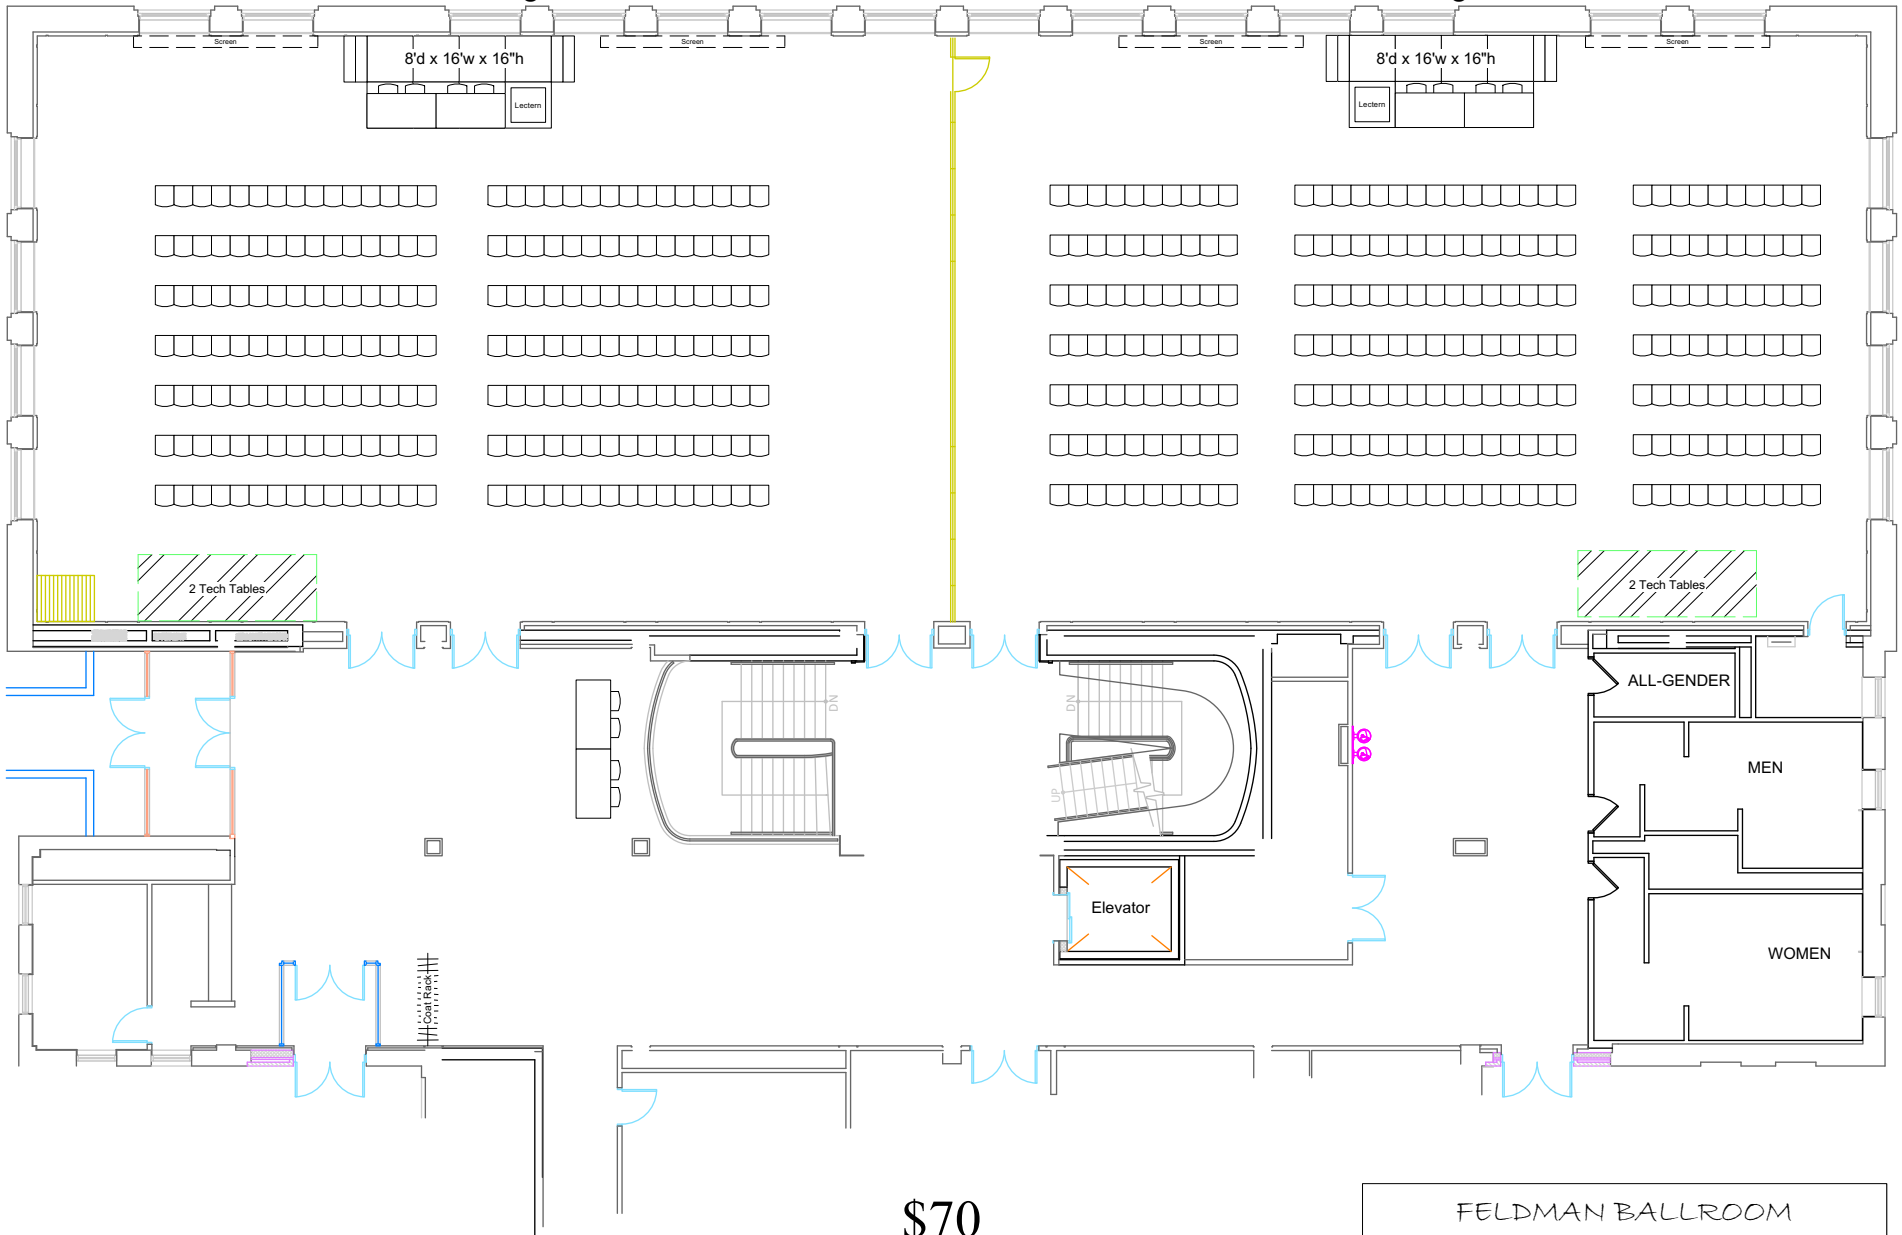 Screen
Screen
Screen
Screen
8'd x 16'w x 16"h
8'd x 16'w x 16"h
Lectern
Lectern
2 Tech Tables
2 Tech Tables
ALL-GENDER
DN
DN
MEN
UP
Elevator
WOMEN
Coat Rack
$70
FELDMAN BALLROOM